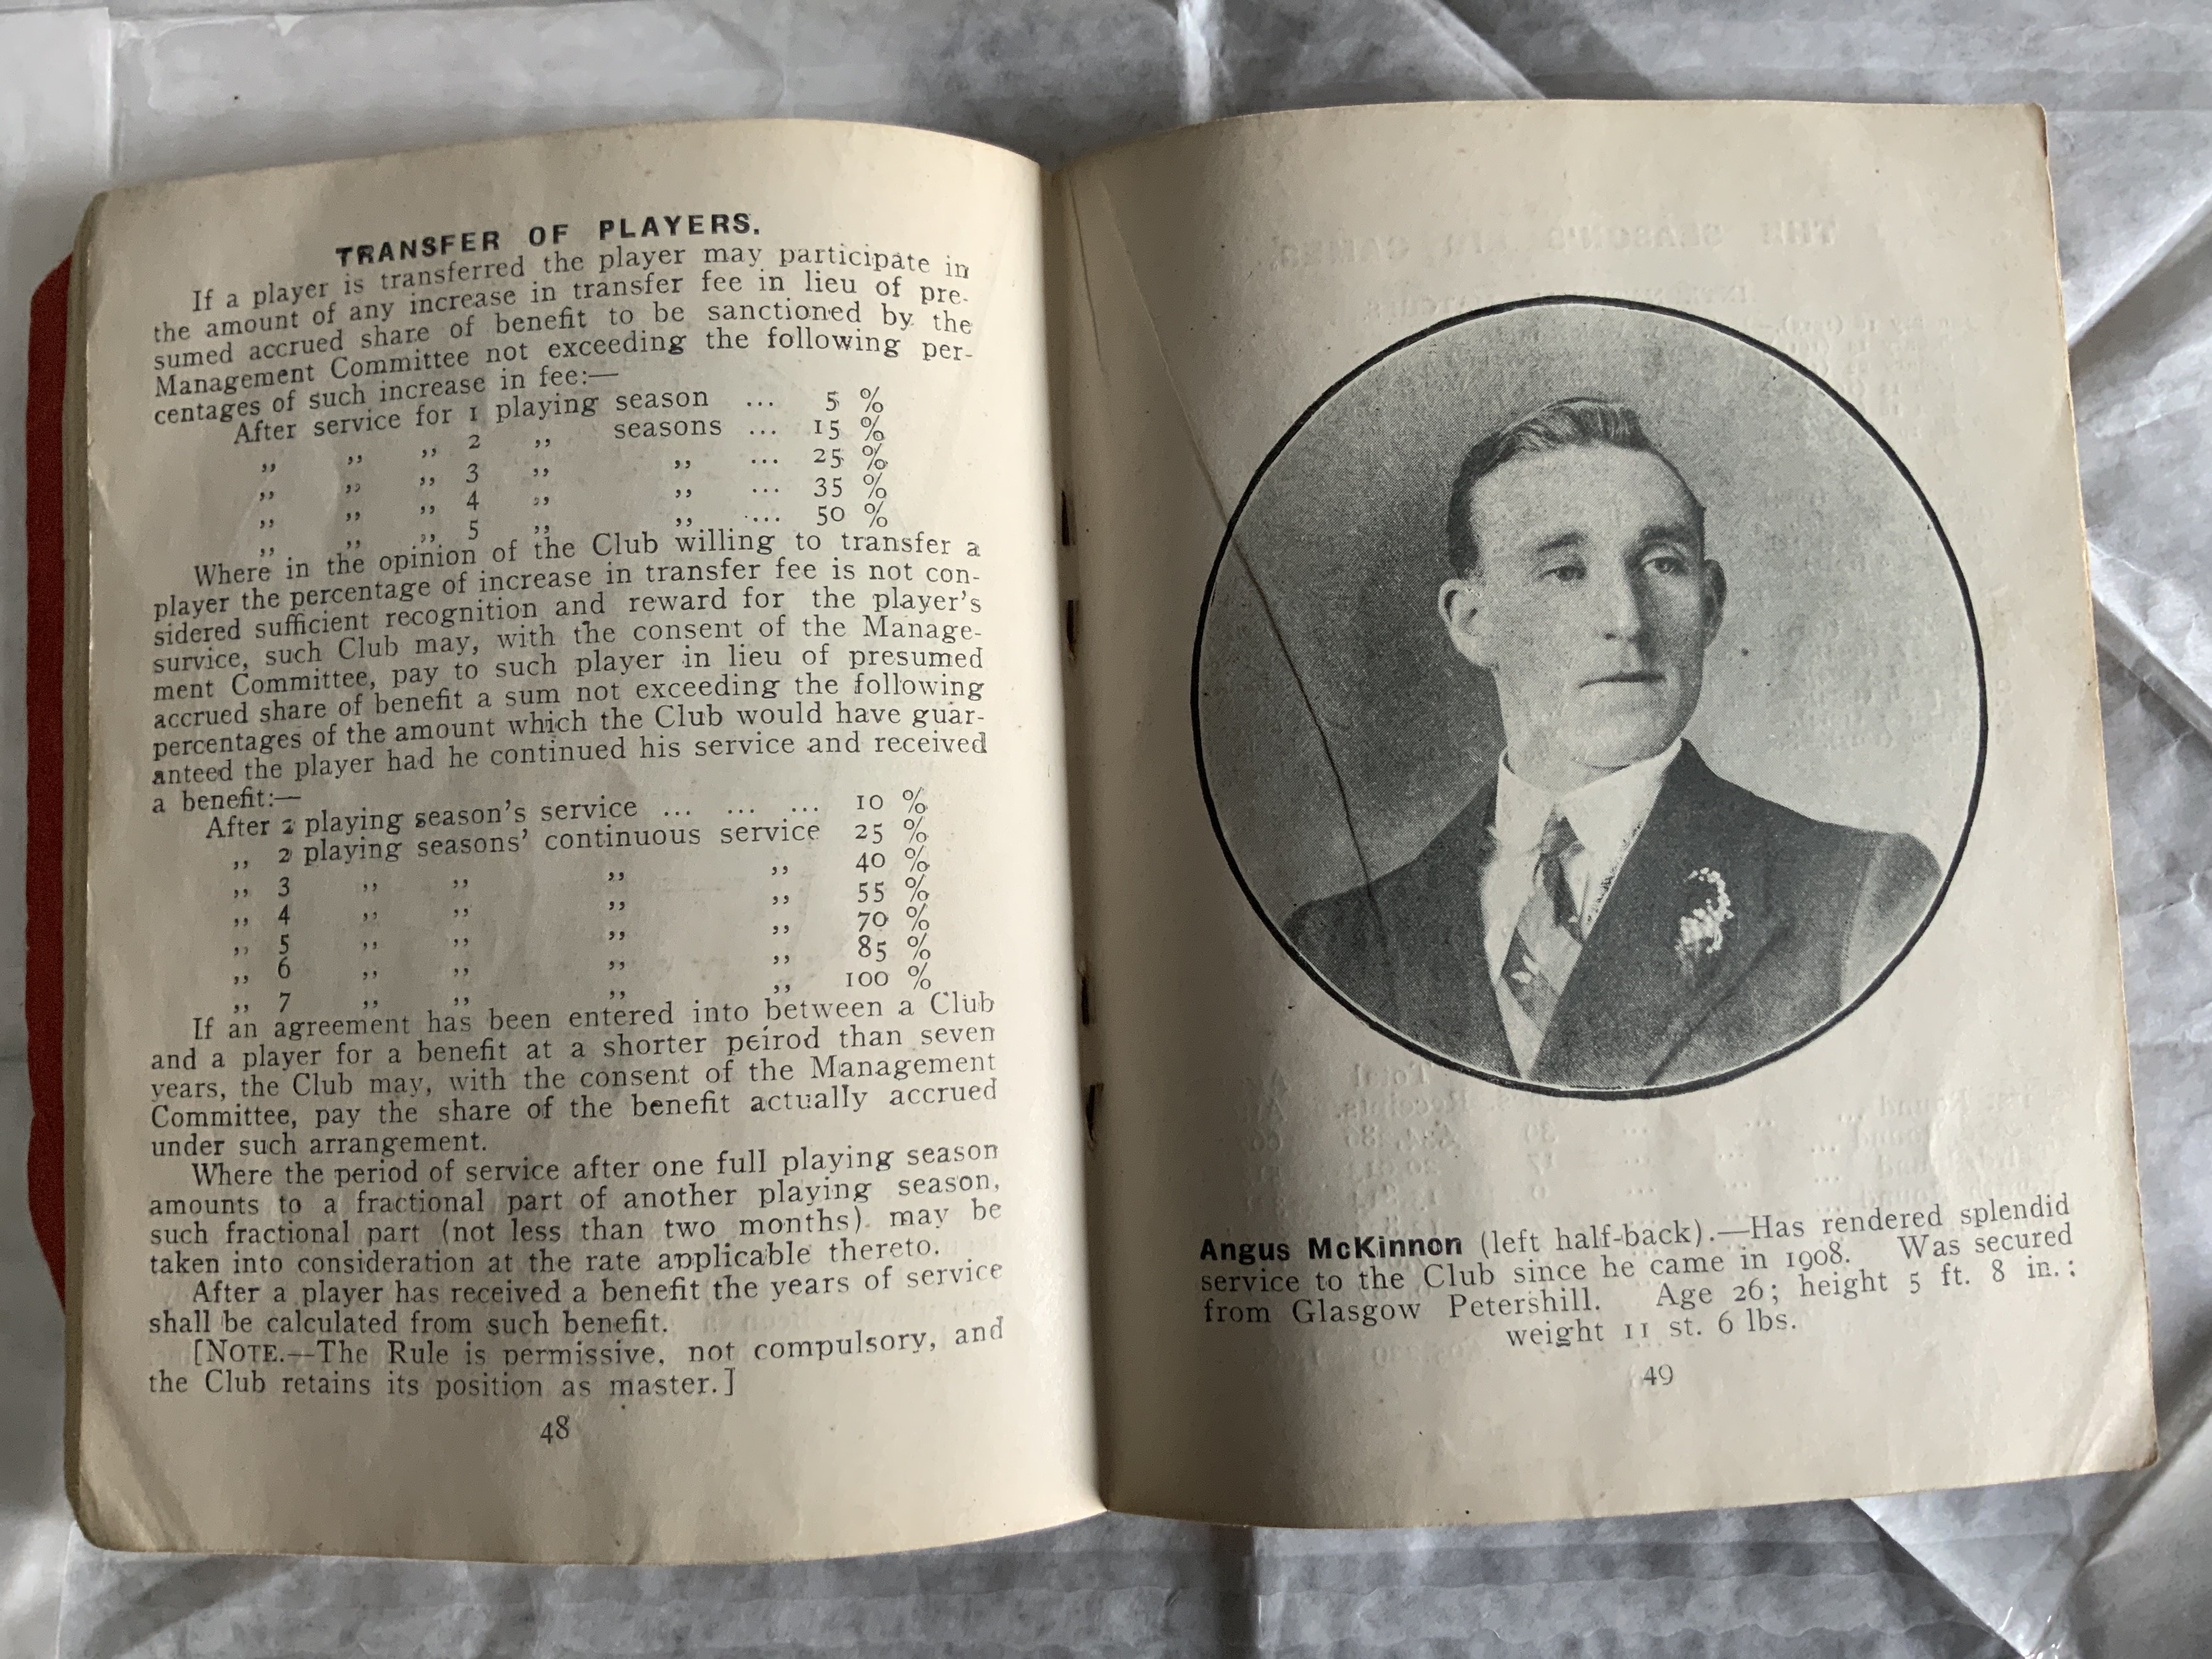 TRANSFER OF PLAYERS.
If a player is transferred the player may participate in
the amount of any increase in transfer fee in lieu of pre-
sumed accrued share of benefit to be sanctioned by the
Management Committee not exceeding the following per-
centages of such increase in fee:—
After service for 1 playing season ... 5 %
„ „ „ 2 „ seasons ... 15 %
„ „ „ 3 „ „ ... 25 %
„ „ „ 4 „ „ ... 35 %
„ „ „ 5 „ „ ... 50 %
Where in the opinion of the Club willing to transfer a
player the percentage of increase in transfer fee is not con-
sidered sufficient recognition and reward for the player's
survice, such Club may, with the consent of the Manage-
ment Committee, pay to such player in lieu of presumed
accrued share of benefit a sum not exceeding the following
percentages of the amount which the Club would have guar-
anteed the player had he continued his service and received
a benefit:—
After 2 playing season's service ... ... ... 10 %
„ 2 playing seasons' continuous service 25 %
„ 3 „ „ „ „ 40 %
„ 4 „ „ „ „ 55 %
„ 5 „ „ „ „ 70 %
„ 6 „ „ „ „ 85 %
„ 7 „ „ „ „ 100 %
If an agreement has been entered into between a Club
and a player for a benefit at a shorter peirod than seven
years, the Club may, with the consent of the Management
Committee, pay the share of the benefit actually accrued
under such arrangement.
Where the period of service after one full playing season
amounts to a fractional part of another playing season,
such fractional part (not less than two months) may be
taken into consideration at the rate applicable thereto.
After a player has received a benefit the years of service
shall be calculated from such benefit.
[NOTE.—The Rule is permissive, not compulsory, and
the Club retains its position as master.]
48
Angus McKinnon (left half-back).—Has rendered splendid
service to the Club since he came in 1908. Was secured
from Glasgow Petershill. Age 26; height 5 ft. 8 in.;
weight 11 st. 6 lbs.
49